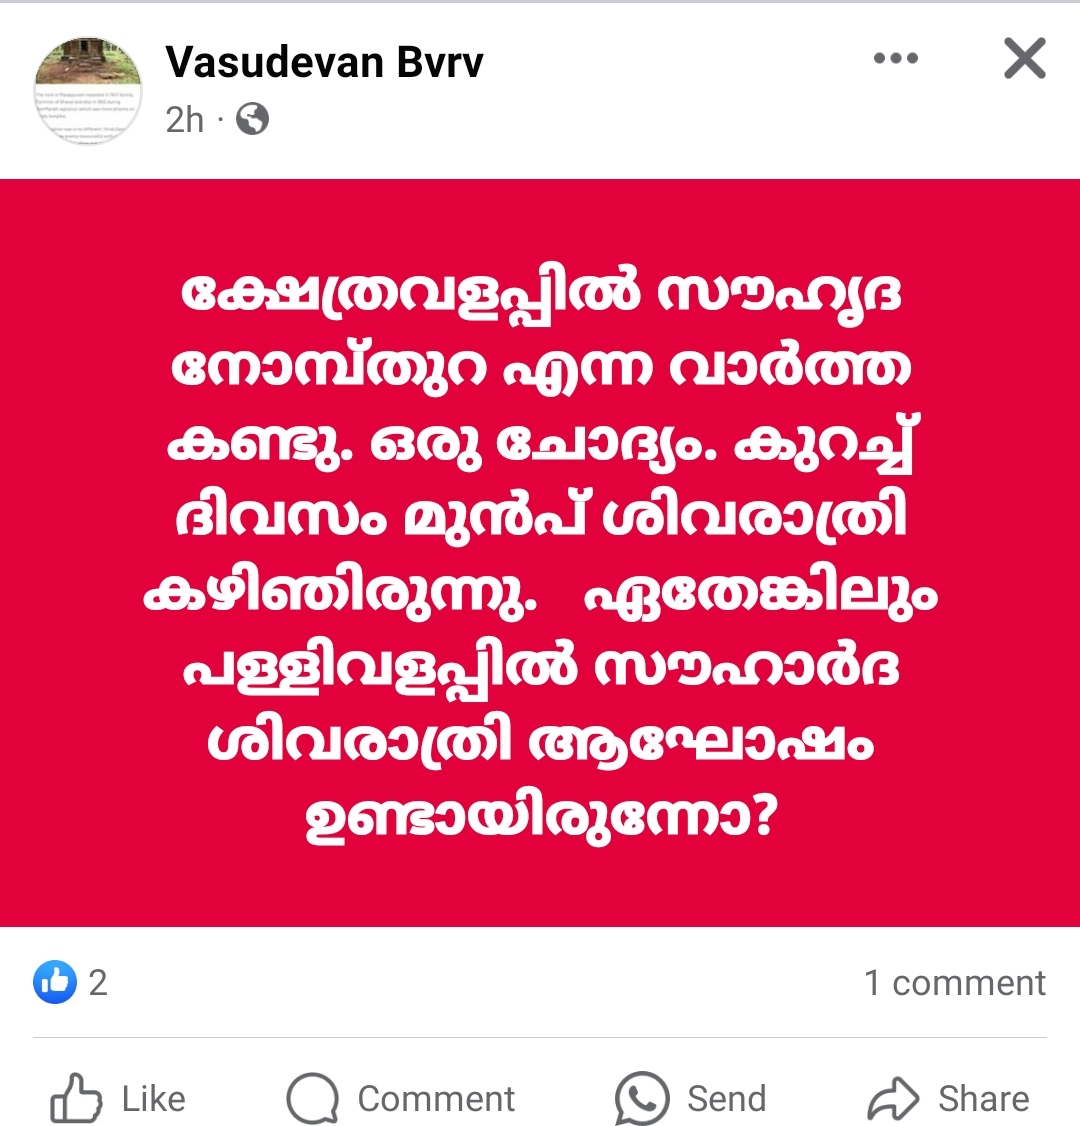 Vasudevan Bvrv
2h ·
ക്ഷേത്രവളപ്പിൽ സൗഹൃദ
നോമ്പ്തുറ എന്ന വാർത്ത
കണ്ടു. ഒരു ചോദ്യം. കുറച്ച്
ദിവസം മുൻപ് ശിവരാത്രി
കഴിഞിരുന്നു. ഏതേങ്കിലും
പള്ളിവളപ്പിൽ സൗഹാർദ
ശിവരാത്രി ആഘോഷം
ഉണ്ടായിരുന്നോ?
2 1 comment
Like Comment Send Share